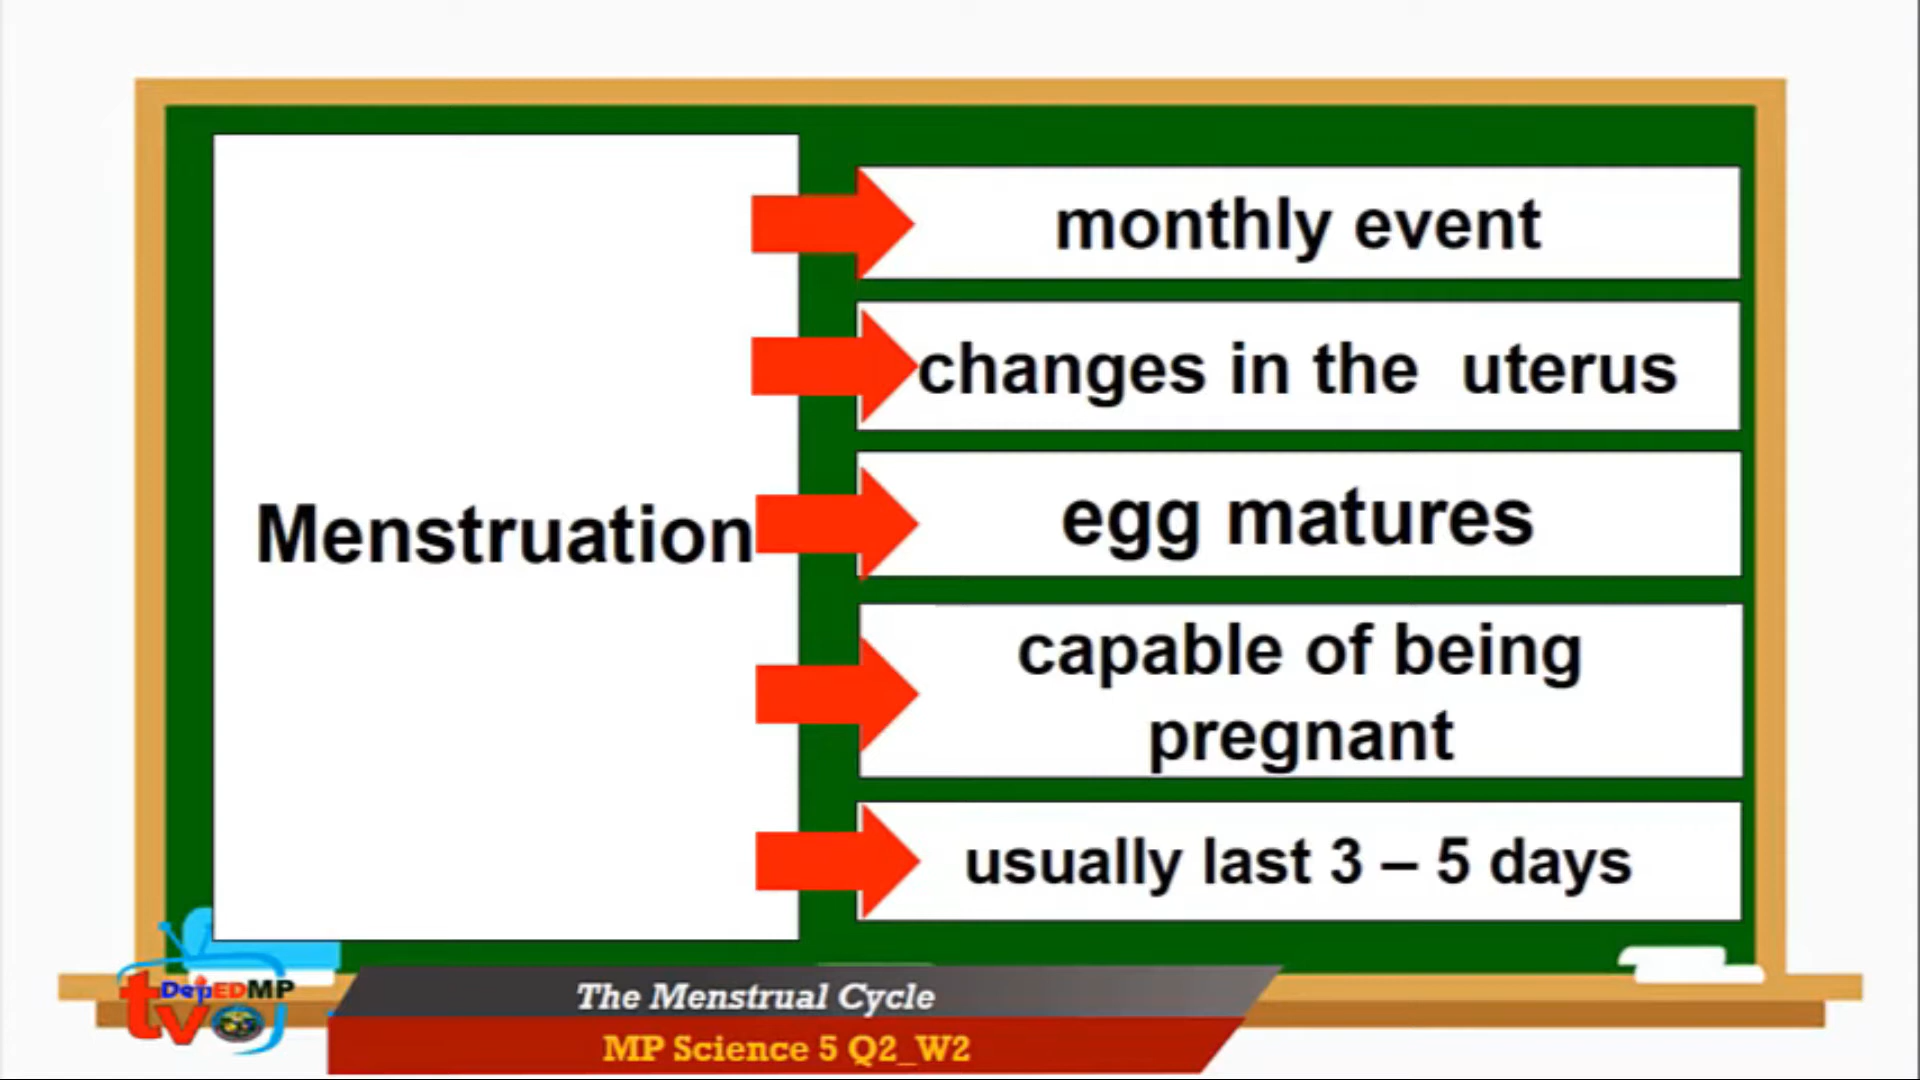 Menstruation
monthly event
changes in the  uterus
egg matures
capable of being
pregnant
usually last 3 – 5 days
DepEDMP
tv
The Menstrual Cycle
MP Science 5 Q2_W2